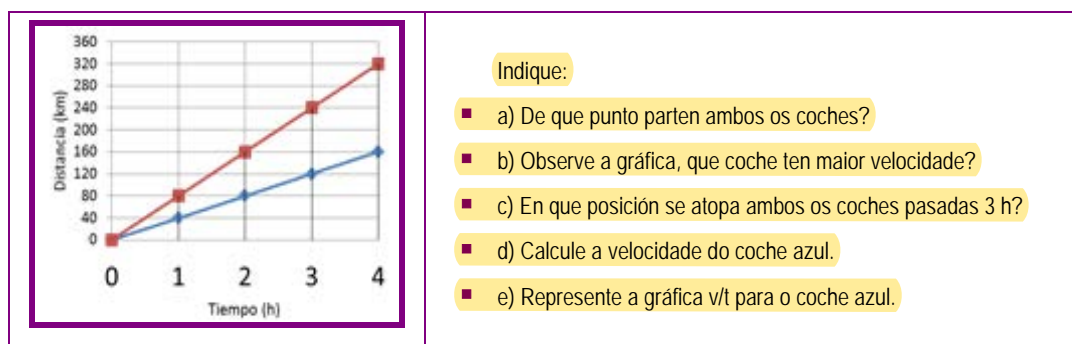 360
320
280
240
200
160
120
80
40
0
Distancia (km)
0 1 2 3 4
Tiempo (h)
Indique:
a) De que punto parten ambos os coches?
b) Observe a gráfica, que coche ten maior velocidade?
c) En que posición se atopa ambos os coches pasadas 3 h?
d) Calcule a velocidade do coche azul.
e) Represente a gráfica v/t para o coche azul.